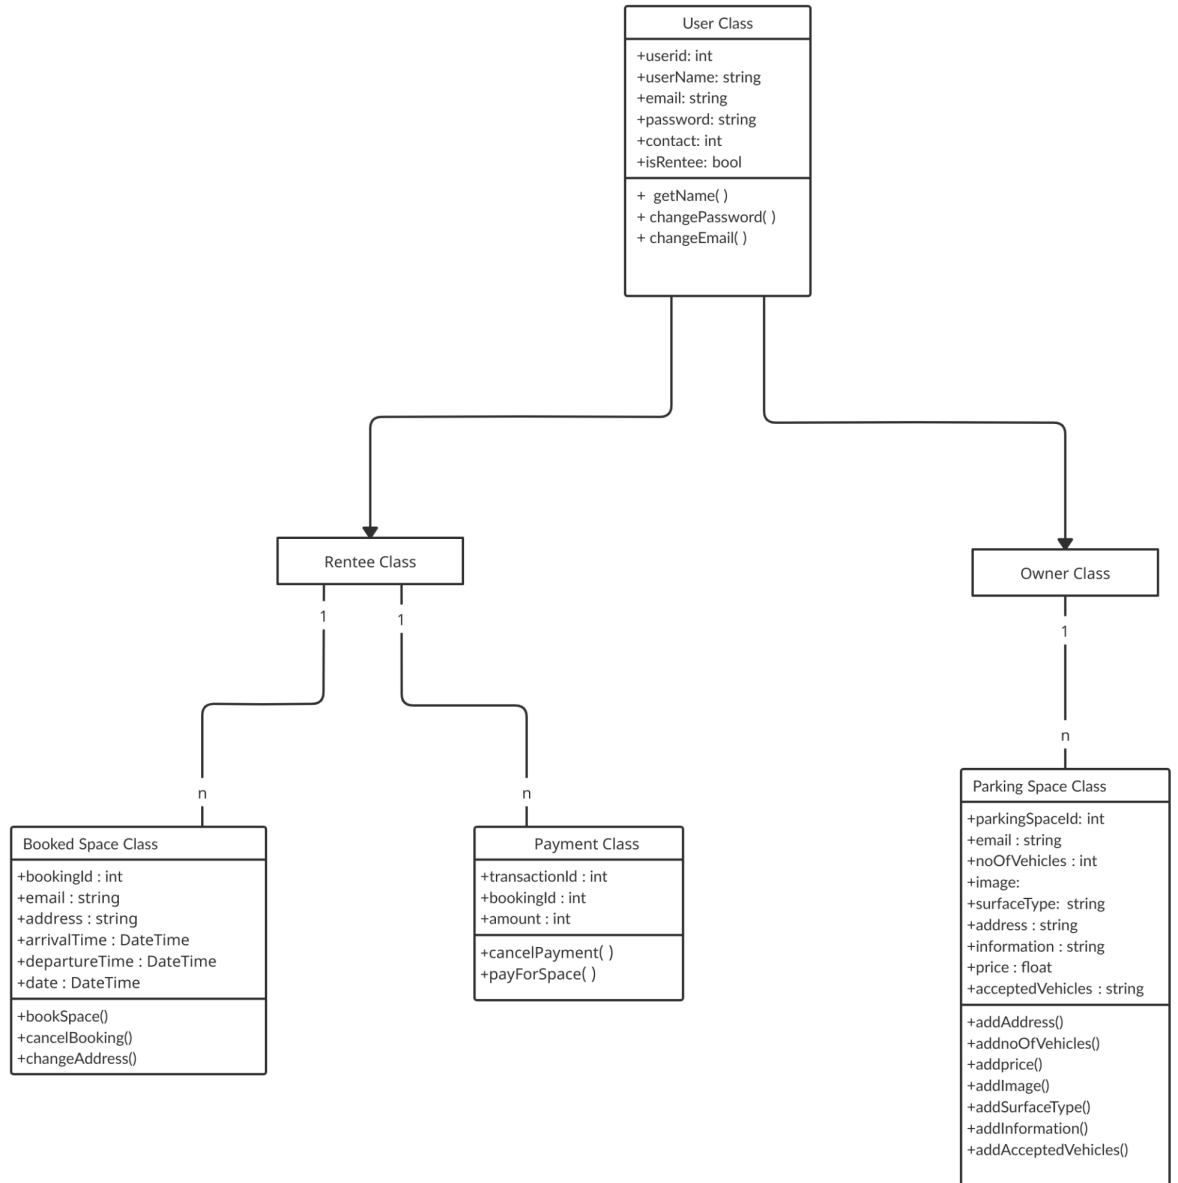 User Class
+userid: int
+userName: string
+email: string
+password: string
+contact: int
+isRentee: bool
+ getName( )
+ changePassword( )
+ changeEmail( )
Rentee Class
Owner Class
1
1
1
n
n
n
Booked Space Class
+bookingId : int
+email : string
+address : string
+arrivalTime : DateTime
+departureTime : DateTime
+date : DateTime
+bookSpace()
+cancelBooking()
+changeAddress()
Payment Class
+transactionId : int
+bookingId : int
+amount : int
+cancelPayment( )
+payForSpace( )
Parking Space Class
+parkingSpaceId: int
+email : string
+noOfVehicles : int
+image:
+surfaceType: string
+address : string
+information : string
+price : float
+acceptedVehicles : string
+addAddress()
+addnoOfVehicles()
+addprice()
+addImage()
+addSurfaceType()
+addInformation()
+addAcceptedVehicles()